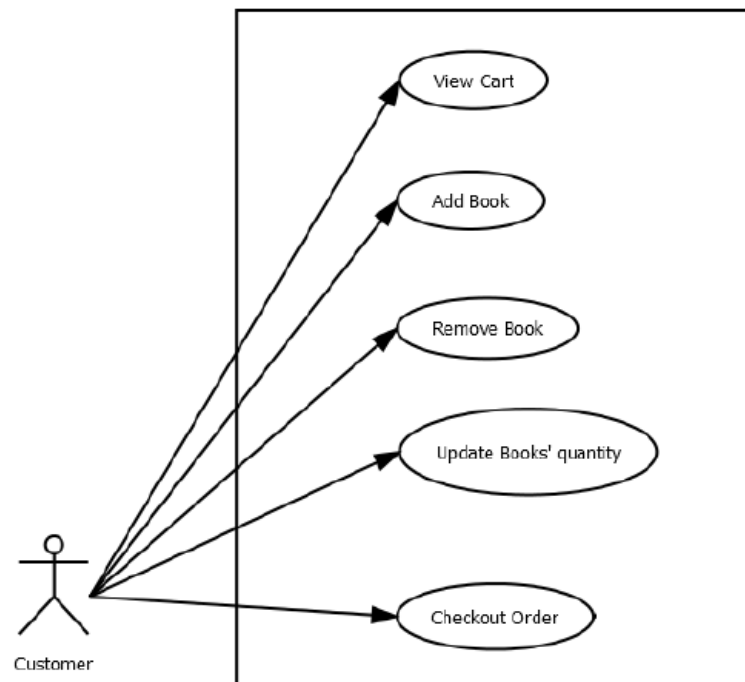 View Cart
Add Book
Remove Book
Update Books' quantity
Checkout Order
Customer